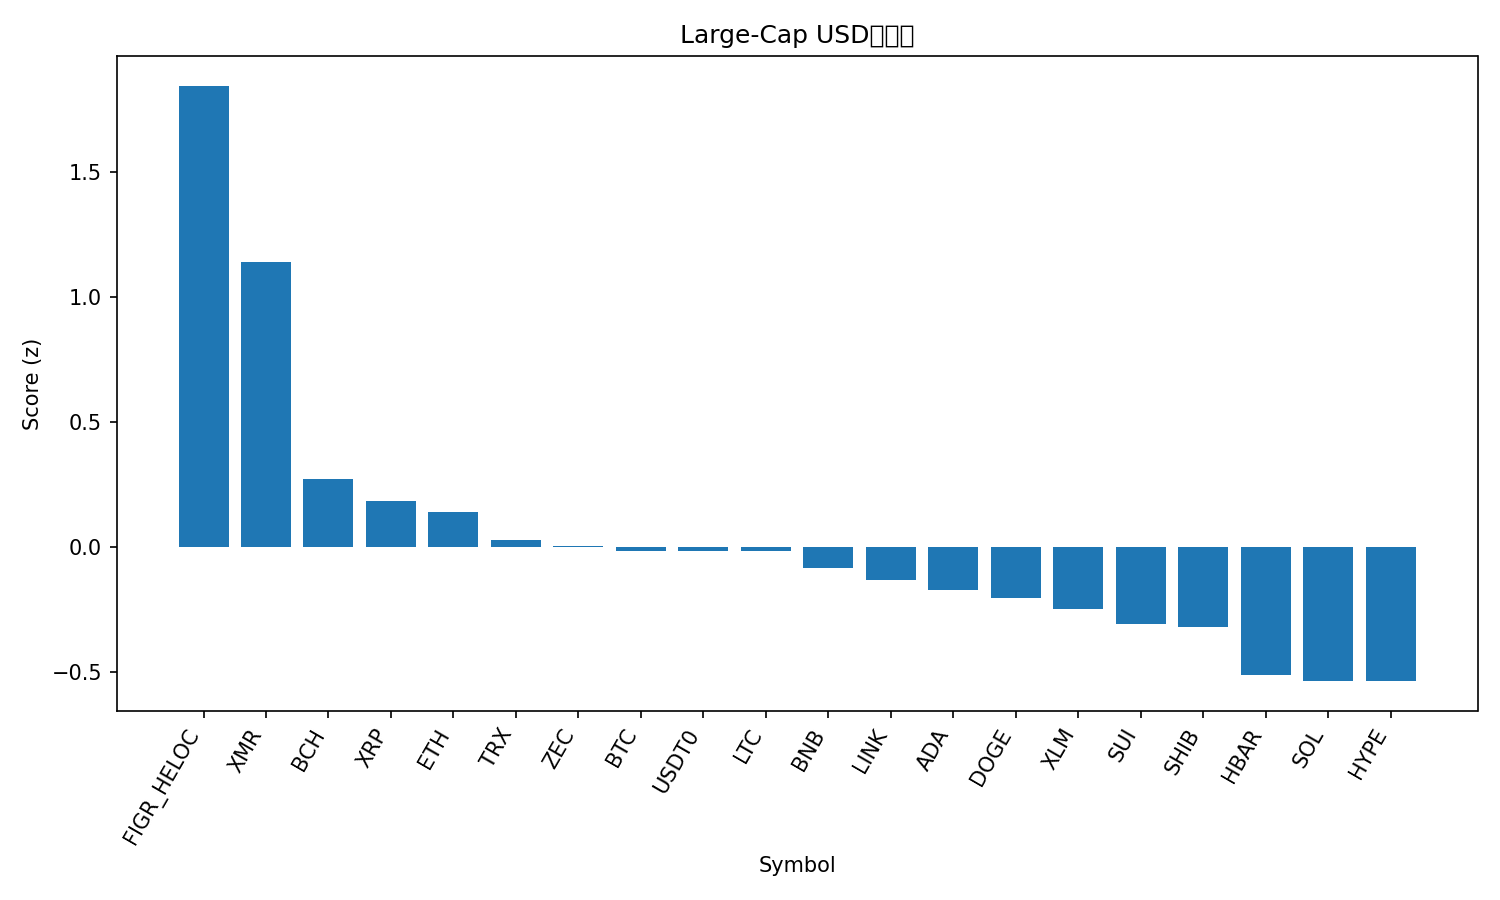 Large-Cap USD
Score (z)
1.5
1.0
0.5
0.0
−0.5
FIGR_HELOC
XMR
BCH
XRP
ETH
TRX
ZEC
BTC
USDT0
LTC
BNB
LINK
ADA
DOGE
XLM
SUI
SHIB
HBAR
SOL
HYPE
Symbol